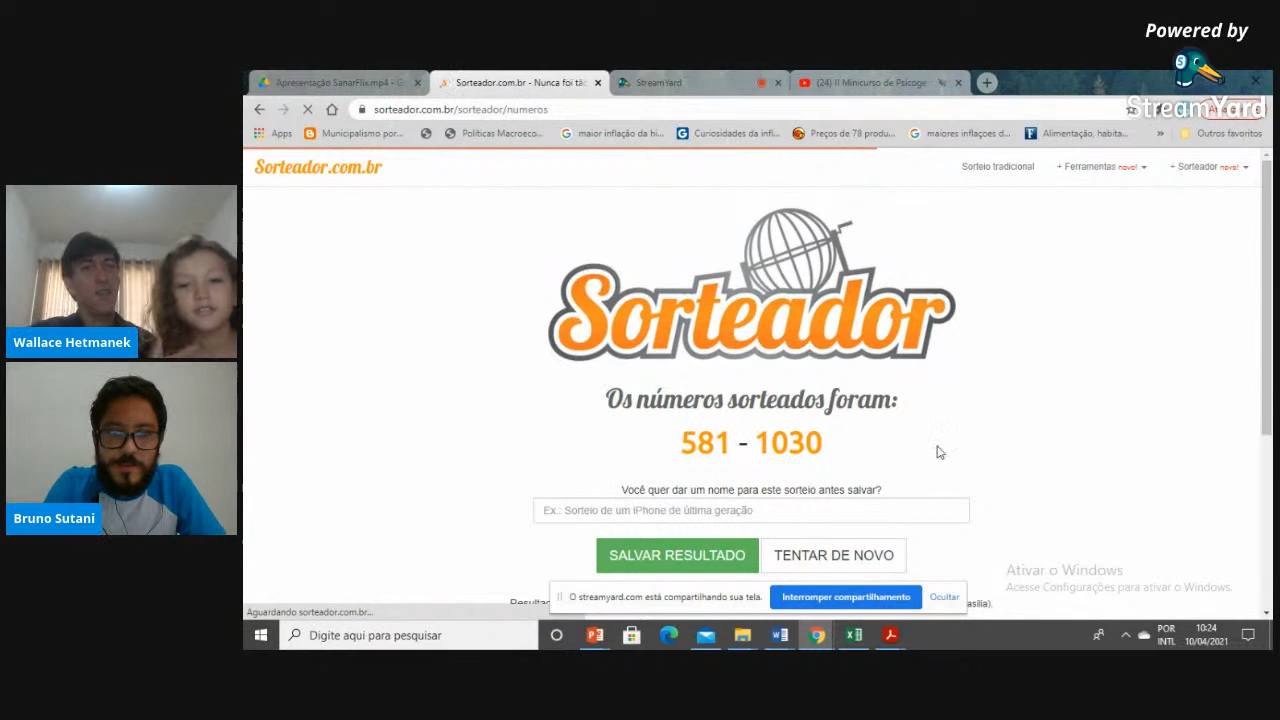 Powered by
StreamYard
Apresentação SanarFlix.mp4 - G
Sorteador.com.br - Nunca foi tã
StreamYard
(24) II Minicurso de Psicoge
sorteador.com.br/sorteador/numeros
Apps
Municipalismo por...
Políticas Macroeco...
maior inflação da hi...
Curiosidades da infl...
Preços de 78 produ...
maiores inflaçoes d...
Alimentação, habita...
»
Outros favoritos
Sorteador.com.br
Sorteio tradicional
+ Ferramentas novo!
+ Sorteador novo!
Sorteador
Os números sorteados foram:
581 - 1030
Você quer dar um nome para este sorteio antes salvar?
Ex.: Sorteio de um iPhone de última geração
SALVAR RESULTADO
TENTAR DE NOVO
Ativar o Windows
Acesse Configurações para ativar o Windows.
O streamyard.com está compartilhando sua tela.
Interromper compartilhamento
Ocultar
Aguardando sorteador.com.br...
Digite aqui para pesquisar
POR
INTL
10:24
10/04/2021
Wallace Hetmanek
Bruno Sutani